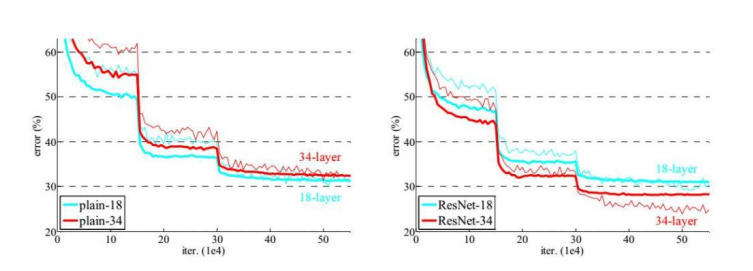 60
50
40
30
20
error (%)
0
10
20
30
40
50
iter. (1e4)
34-layer
18-layer
plain-18
plain-34
60
50
40
30
20
error (%)
0
10
20
30
40
50
iter. (1e4)
18-layer
34-layer
ResNet-18
ResNet-34